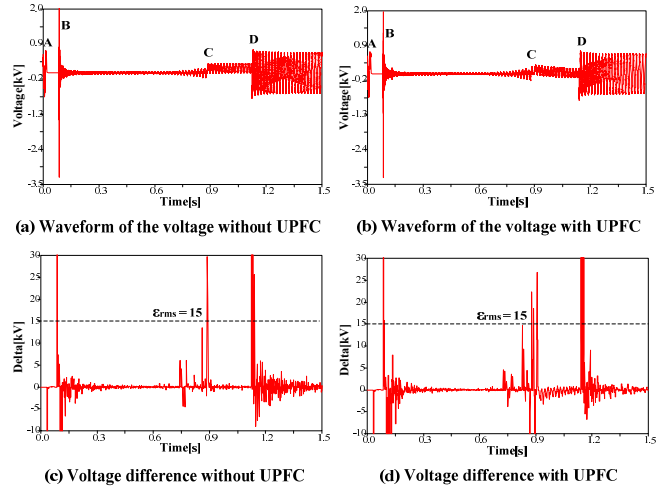 2.0
1.0
-0.2
-1.3
-2.4
-3.5
Voltage[kV]
A
B
C
D
0.0 0.3 0.6 0.9 1.2 1.5
Time[s]
(a) Waveform of the voltage without UPFC
2.0
1.0
-0.2
-1.3
-2.4
-3.5
Voltage[kV]
A
B
C
D
0.0 0.3 0.6 0.9 1.2 1.5
Time[s]
(b) Waveform of the voltage with UPFC
30
25
20
15
10
5
0
-5
-10
Delta[kV]
εrms = 15
0.0 0.3 0.6 0.9 1.2 1.5
Time[s]
(c) Voltage difference without UPFC
30
25
20
15
10
5
0
-5
-10
Delta[kV]
εrms = 15
0.0 0.3 0.6 0.9 1.2 1.5
Time[s]
(d) Voltage difference with UPFC